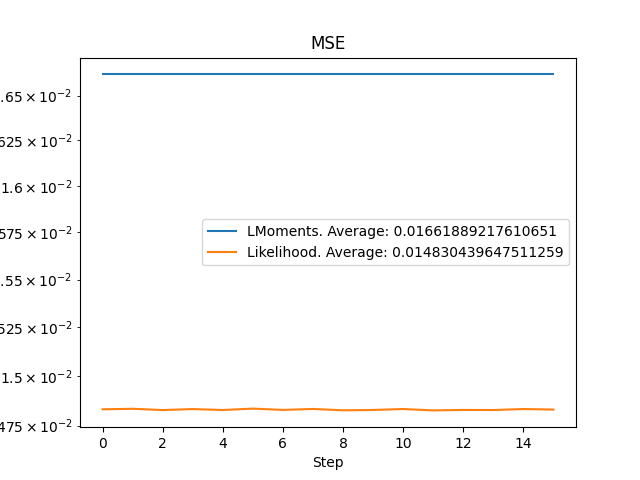 MSE
.65 × 10⁻²
625 × 10⁻²
1.6 × 10⁻²
575 × 10⁻²
.55 × 10⁻²
525 × 10⁻²
1.5 × 10⁻²
475 × 10⁻²
LMoments. Average: 0.01661889217610651
Likelihood. Average: 0.014830439647511259
0 2 4 6 8 10 12 14
Step